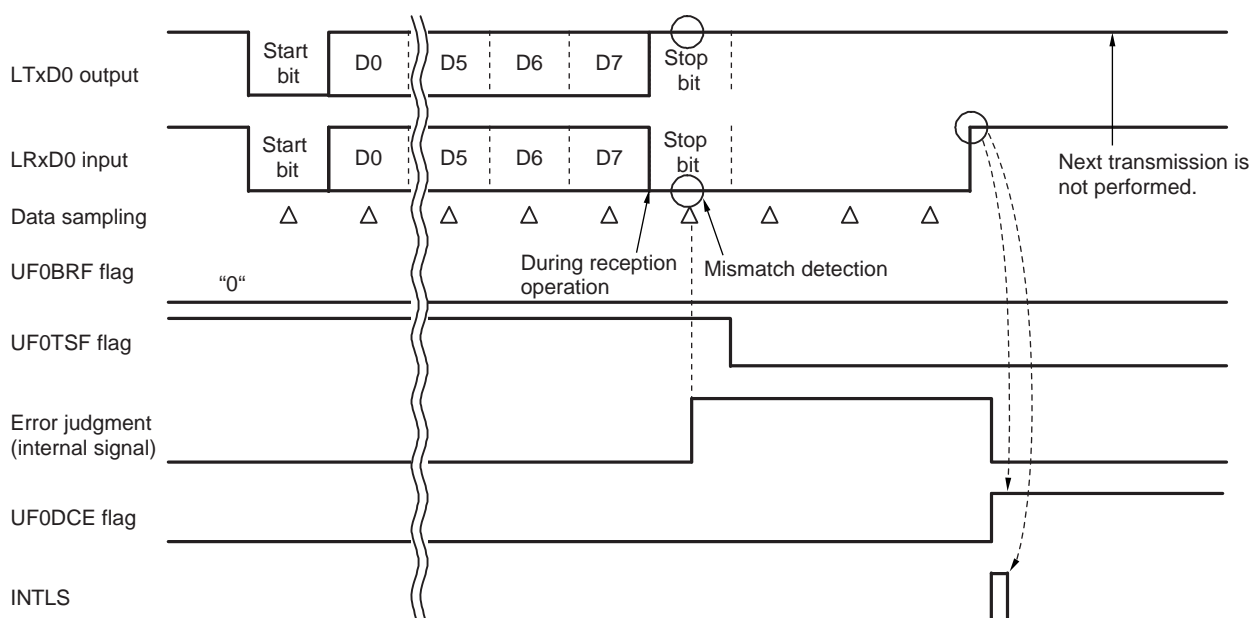 LTxD0 output
Start bit
D0
D5
D6
D7
Stop bit
LRxD0 input
Start bit
D0
D5
D6
D7
Stop bit
Next transmission is
not performed.
Data sampling
During reception
operation
Mismatch detection
UF0BRF flag
“0“
UF0TSF flag
Error judgment
(internal signal)
UF0DCE flag
INTLS